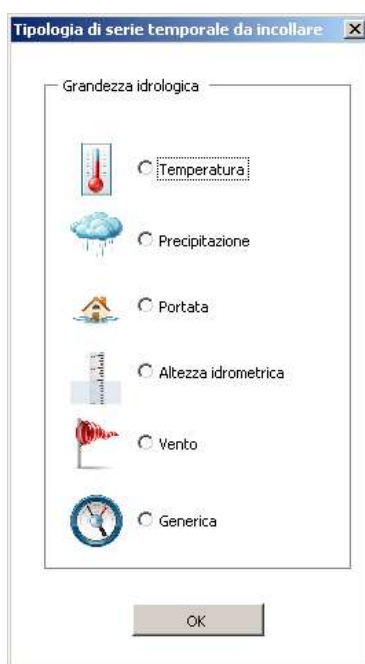 Tipologia di serie temporale da incollare
Grandezza idrologica
Temperatura
Precipitazione
Portata
Altezza idrometrica
Vento
Generica
OK